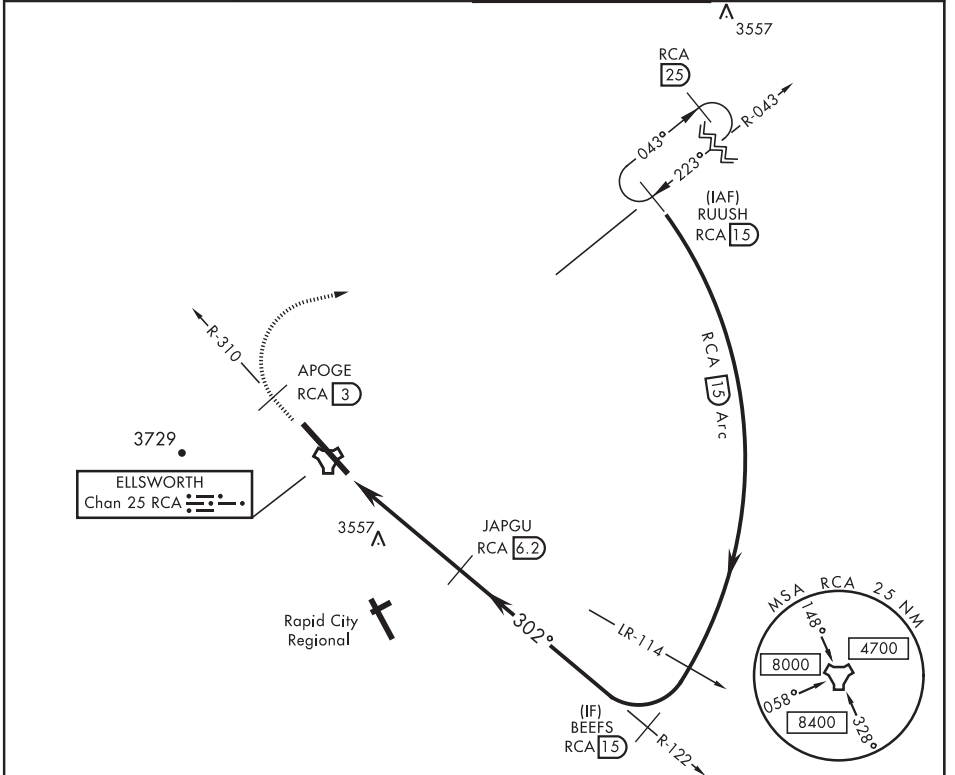 3557
RCA
25
R-043
043°
223°
(IAF)
RUUSH
RCA 15
R-310
APOGE
RCA 3
RCA 15 Arc
3729
ELLSWORTH
Chan 25 RCA
3557
JAPGU
RCA 6.2
Rapid City
Regional
302°
LR-114
(IF)
BEEFS
RCA 15
R-122
MSA RCA 25 NM
148°
4700
8000
058°
8400
328°